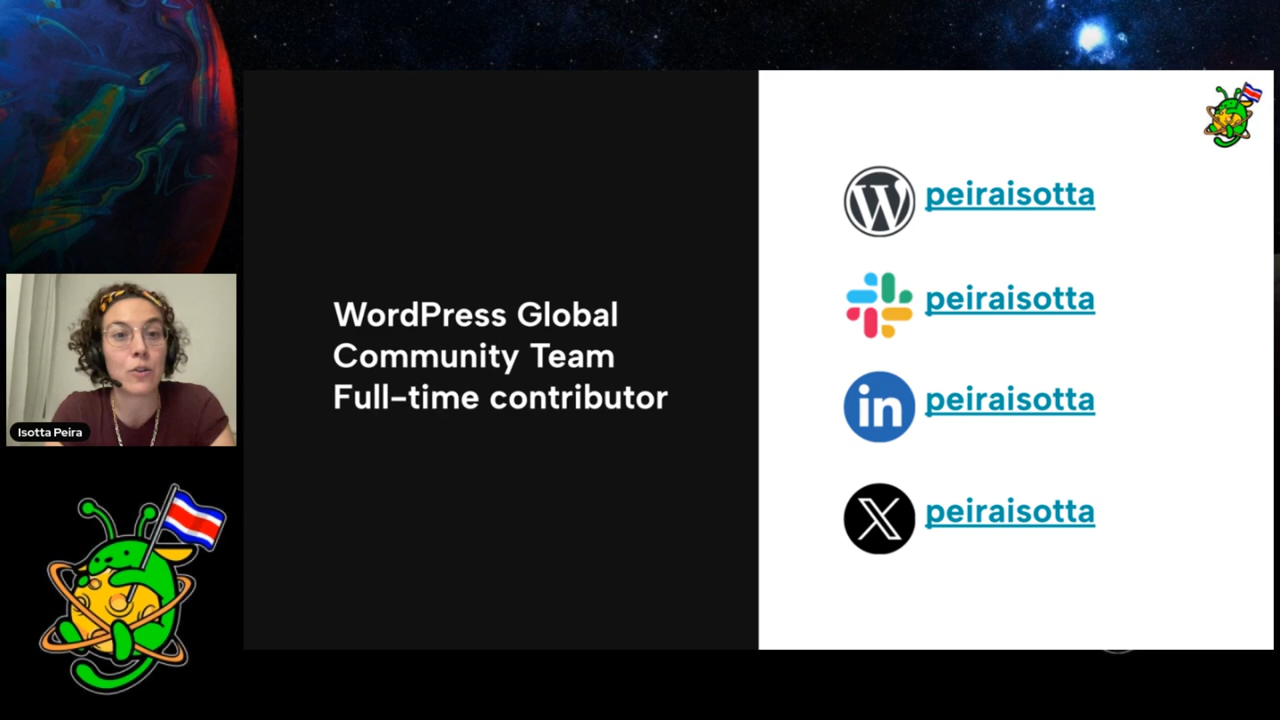 WordPress Global
Community Team
Full-time contributor
peiraisotta
peiraisotta
peiraisotta
peiraisotta
Isotta Peira